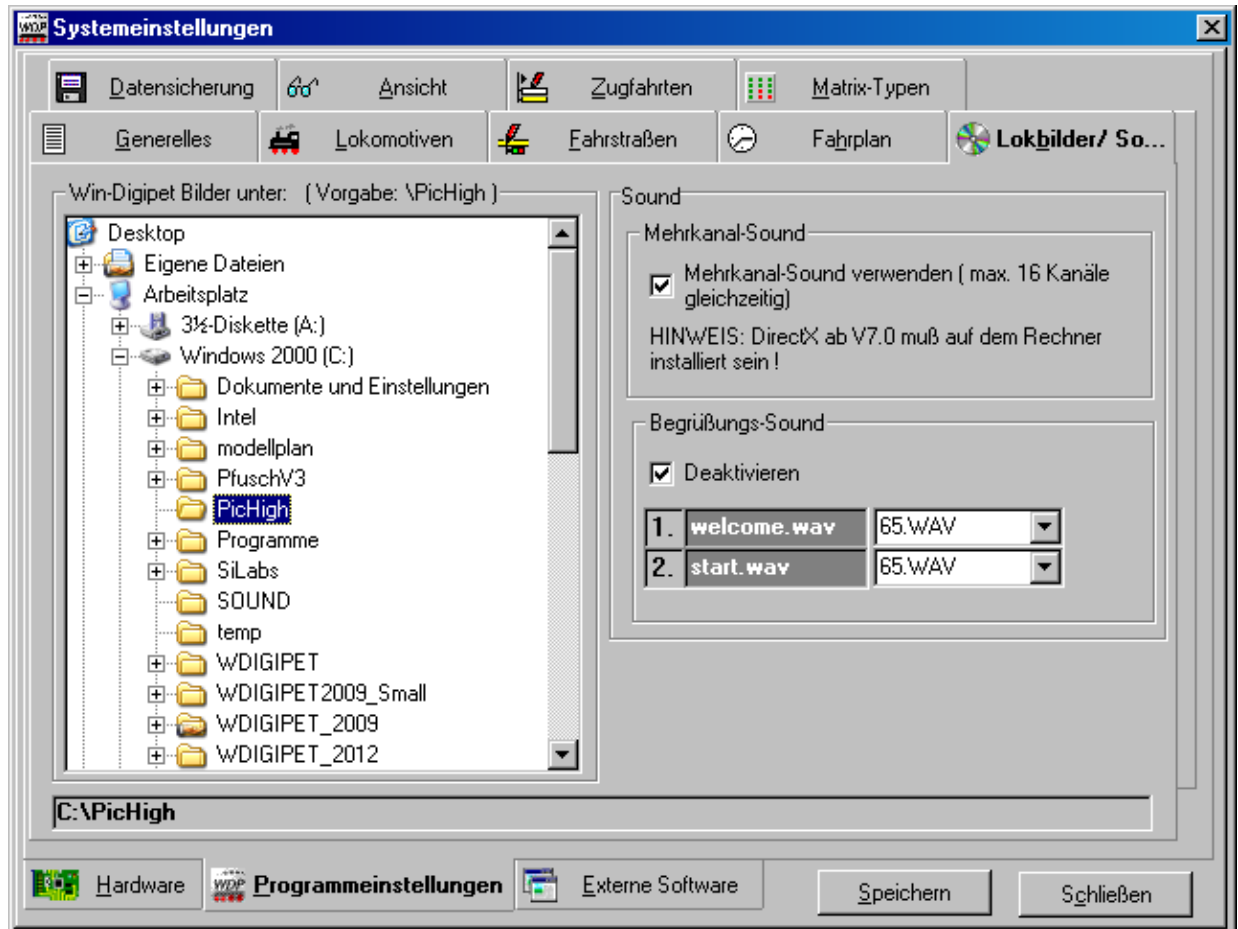 WDP Systemeinstellungen
Datensicherung Ansicht Zugfahrten Matrix-Typen
Generelles Lokomotiven Fahrstraßen Fahrplan Lokbilder/ So...
Win-Digipet Bilder unter: ( Vorgabe: \PicHigh )
Desktop
Eigene Dateien
Arbeitsplatz
3½-Diskette (A:)
Windows 2000 (C:)
Dokumente und Einstellungen
Intel
modellplan
PfuschV3
PicHigh
Programme
SiLabs
SOUND
temp
WDIGIPET
WDIGIPET2009_Small
WDIGIPET_2009
WDIGIPET_2012
Sound
Mehrkanal-Sound
Mehrkanal-Sound verwenden ( max. 16 Kanäle
gleichzeitig)
HINWEIS: DirectX ab V7.0 muß auf dem Rechner
installiert sein !
Begrüßungs-Sound
Deaktivieren
1. welcome.wav 65.WAV
2. start.wav 65.WAV
C:\PicHigh
Hardware WDP Programmeinstellungen Externe Software Speichern Schließen